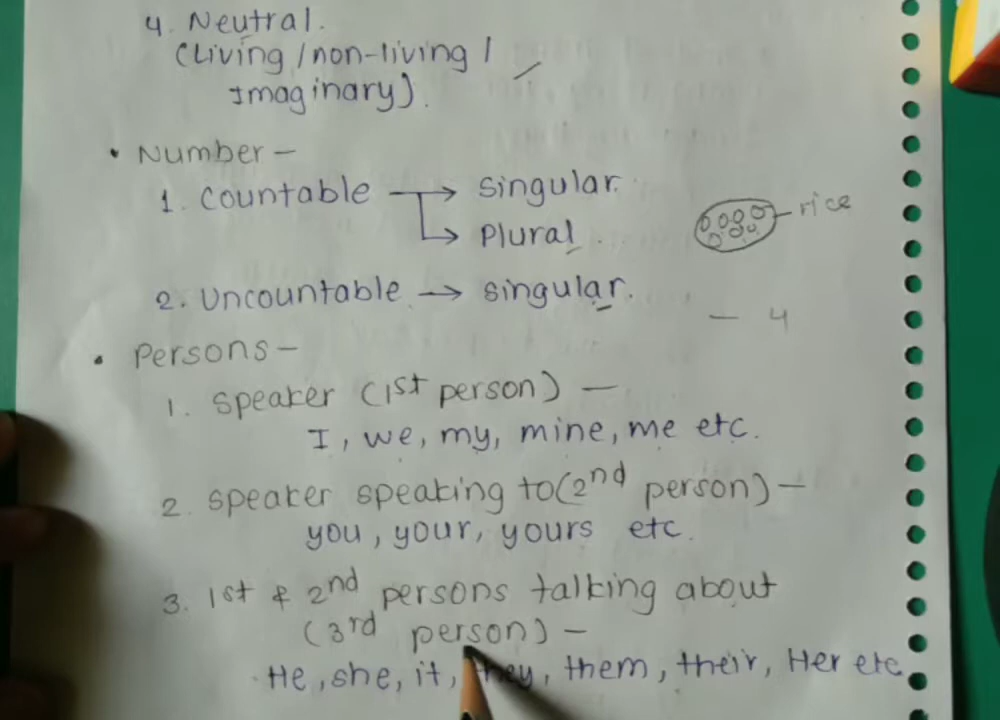 4. Neutral.
(Living / non-living /
Imaginary).
• Number -
1. Countable → singular.
→ Plural.
rice
2. Uncountable → singular.
- 4
• Persons -
1. Speaker (1st person) -
I, we, my, mine, me etc.
2. Speaker speaking to (2nd person) -
you, your, yours etc.
3. 1st & 2nd persons talking about
(3rd person) -
He, she, it, they, them, their, Her etc.